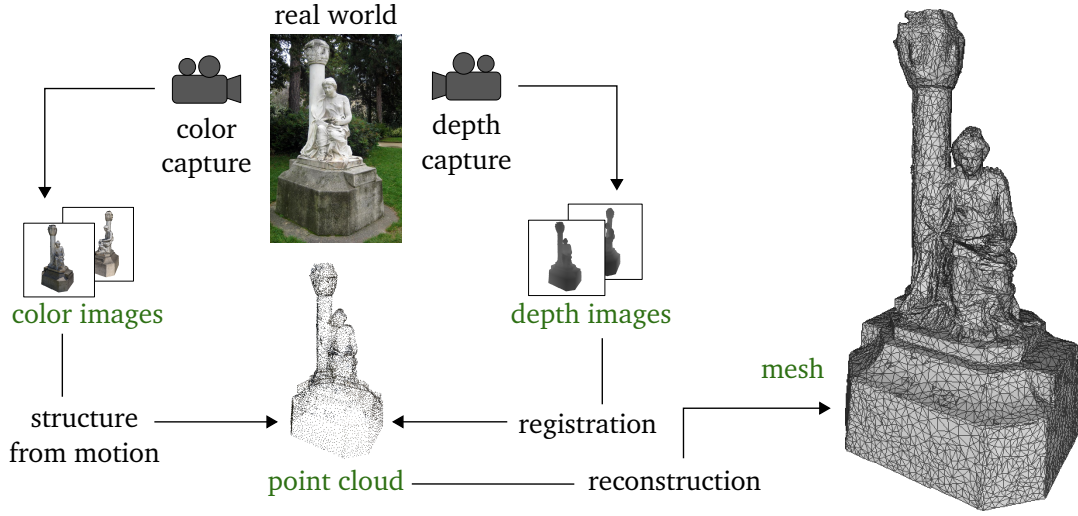 real world
color
capture
depth
capture
color images
depth images
mesh
structure
from motion
registration
point cloud
reconstruction